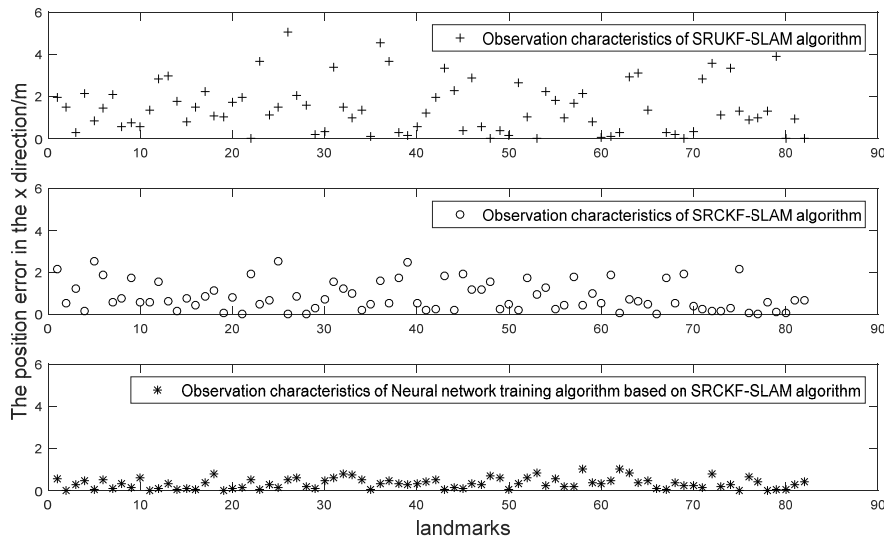 The position error in the x direction/m
6
4
2
0
Observation characteristics of SRUKF-SLAM algorithm
0 10 20 30 40 50 60 70 80 90
6
4
2
0
Observation characteristics of SRCKF-SLAM algorithm
0 10 20 30 40 50 60 70 80 90
6
4
2
0
Observation characteristics of Neural network training algorithm based on SRCKF-SLAM algorithm
0 10 20 30 40 50 60 70 80 90
landmarks